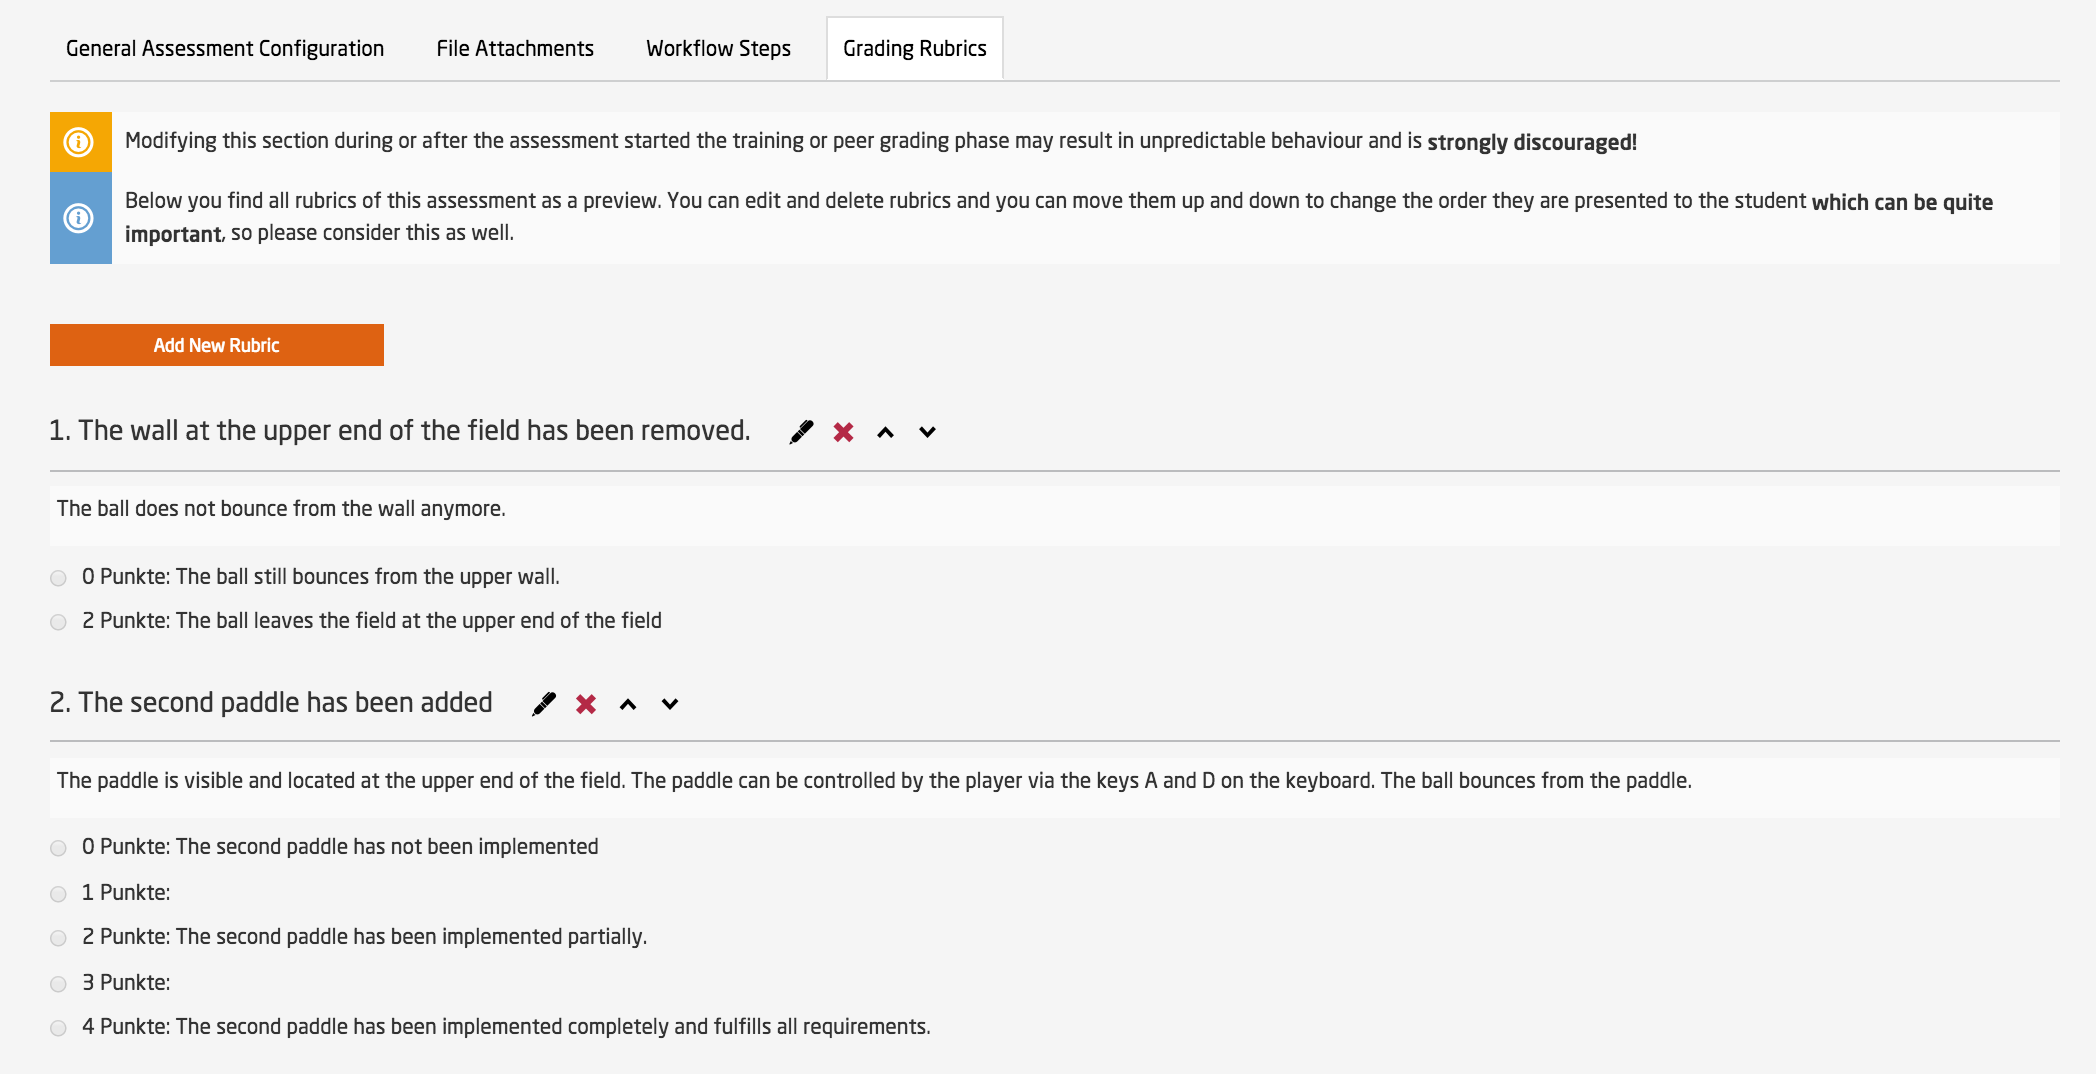 General Assessment Configuration File Attachments Workflow Steps Grading Rubrics
Modifying this section during or after the assessment started the training or peer grading phase may result in unpredictable behaviour and is strongly discouraged!
Below you find all rubrics of this assessment as a preview. You can edit and delete rubrics and you can move them up and down to change the order they are presented to the student which can be quite
important, so please consider this as well.
Add New Rubric
1. The wall at the upper end of the field has been removed.
The ball does not bounce from the wall anymore.
0 Punkte: The ball still bounces from the upper wall.
2 Punkte: The ball leaves the field at the upper end of the field
2. The second paddle has been added
The paddle is visible and located at the upper end of the field. The paddle can be controlled by the player via the keys A and D on the keyboard. The ball bounces from the paddle.
0 Punkte: The second paddle has not been implemented
1 Punkte:
2 Punkte: The second paddle has been implemented partially.
3 Punkte:
4 Punkte: The second paddle has been implemented completely and fulfills all requirements.